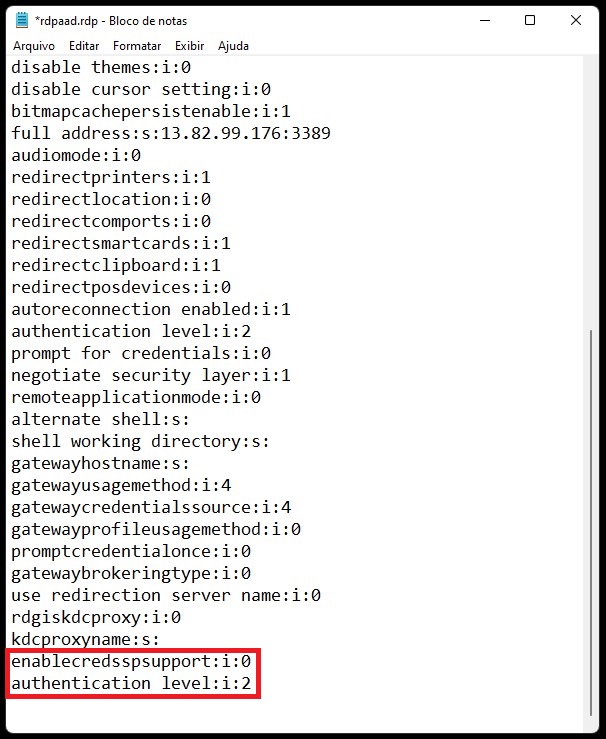 *rdpaad.rdp - Bloco de notas
Arquivo Editar Formatar Exibir Ajuda
disable themes:i:0
disable cursor setting:i:0
bitmapcachepersistenable:i:1
full address:s:13.82.99.176:3389
audiomode:i:0
redirectprinters:i:1
redirectlocation:i:0
redirectcomports:i:0
redirectsmartcards:i:1
redirectclipboard:i:1
redirectposdevices:i:0
autoreconnection enabled:i:1
authentication level:i:2
prompt for credentials:i:0
negotiate security layer:i:1
remoteapplicationmode:i:0
alternate shell:s:
shell working directory:s:
gatewayhostname:s:
gatewayusagemethod:i:4
gatewaycredentialssource:i:4
gatewayprofileusagemethod:i:0
promptcredentialonce:i:0
gatewaybrokeringtype:i:0
use redirection server name:i:0
rdgiskdcproxy:i:0
kdcproxyname:s:
enablecredsspsupport:i:0
authentication level:i:2